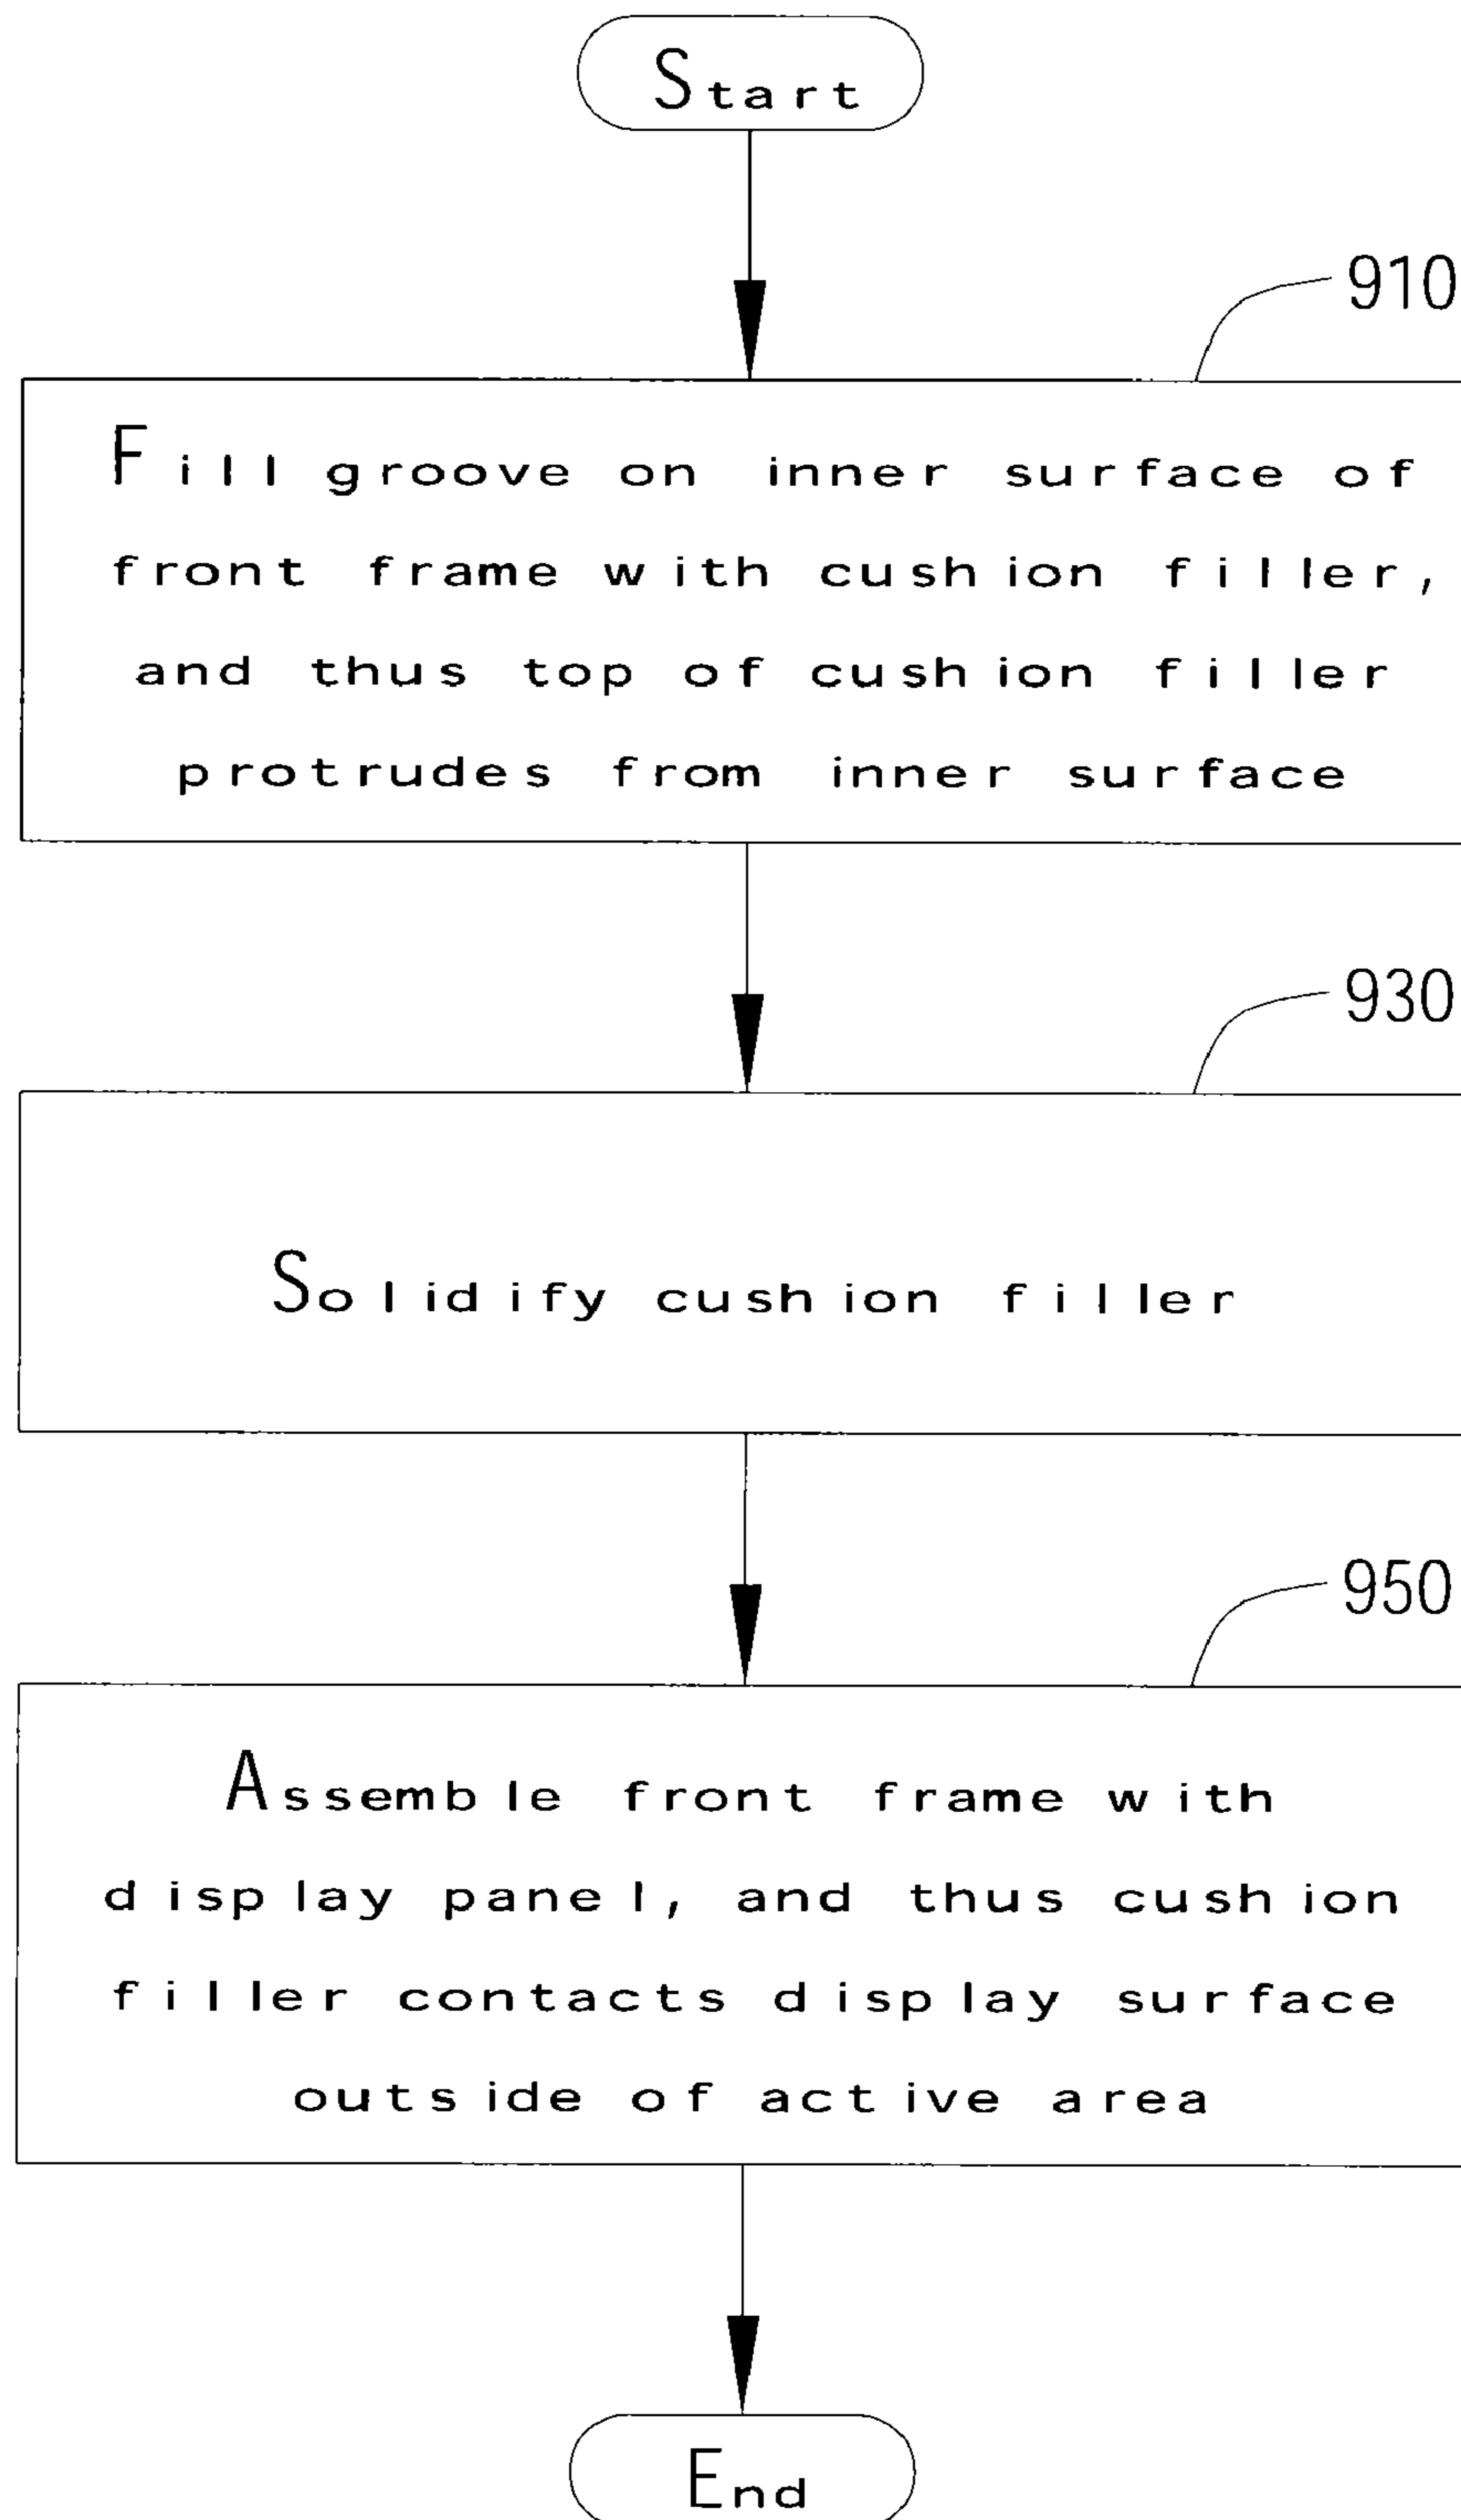 Start
910
Fill groove on inner surface of
front frame with cushion filler,
and thus top of cushion filler
protrudes from inner surface
930
Solidify cushion filler
950
Assemble front frame with
display panel, and thus cushion
filler contacts display surface
outside of active area
End